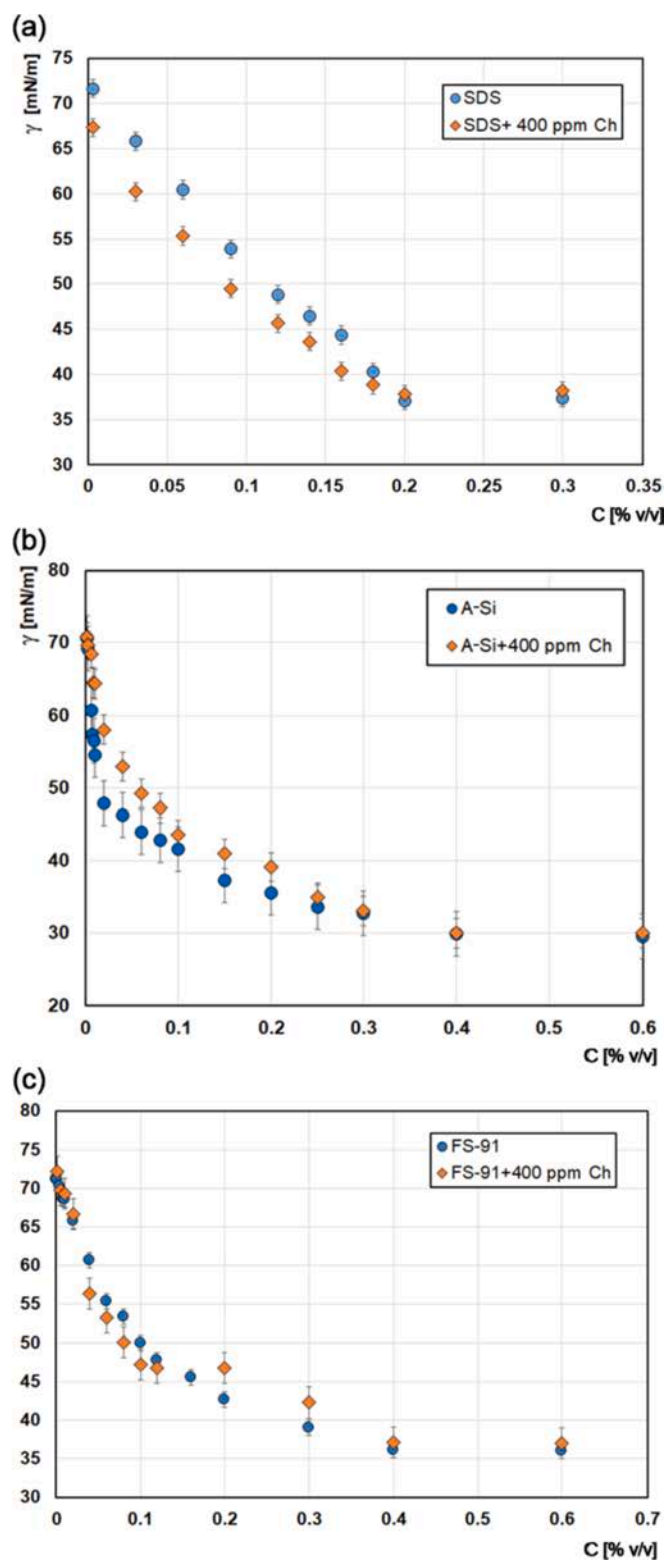 (a)
γ [mN/m]
75
70
65
60
55
50
45
40
35
30
SDS
SDS+ 400 ppm Ch
0 0.05 0.1 0.15 0.2 0.25 0.3 0.35
C [% v/v]
(b)
γ [mN/m]
80
70
60
50
40
30
20
A-Si
A-Si+400 ppm Ch
0 0.1 0.2 0.3 0.4 0.5 0.6
C [% v/v]
(c)
γ [mN/m]
80
75
70
65
60
55
50
45
40
35
30
FS-91
FS-91+400 ppm Ch
0 0.1 0.2 0.3 0.4 0.5 0.6 0.7
C [% v/v]